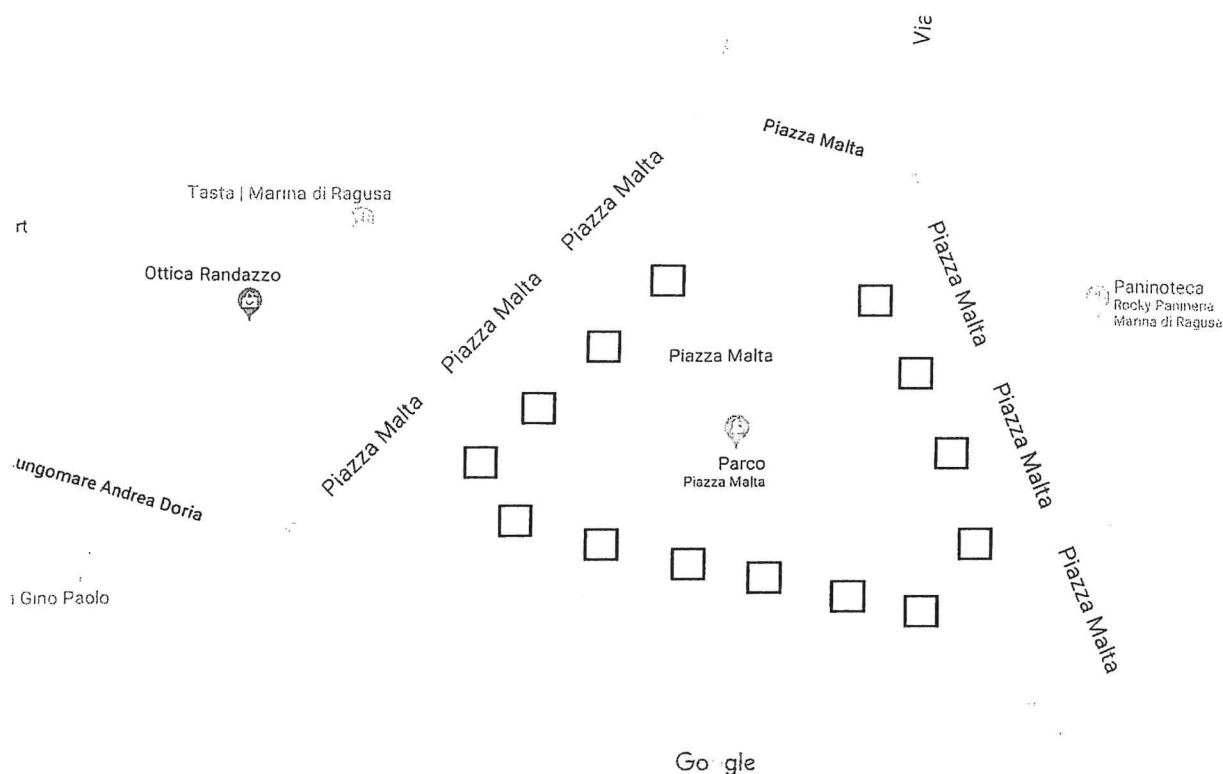 Via
Piazza Malta
Piazza Malta
Tasta | Marina di Ragusa
rt
Piazza Malta
Ottica Randazzo
Paninoteca
Rocky Panineria
Marina di Ragusa
Piazza Malta
Piazza Malta
Piazza Malta
Piazza Malta
Parco
Piazza Malta
ungomare Andrea Doria
Piazza Malta
i Gino Paolo
Google